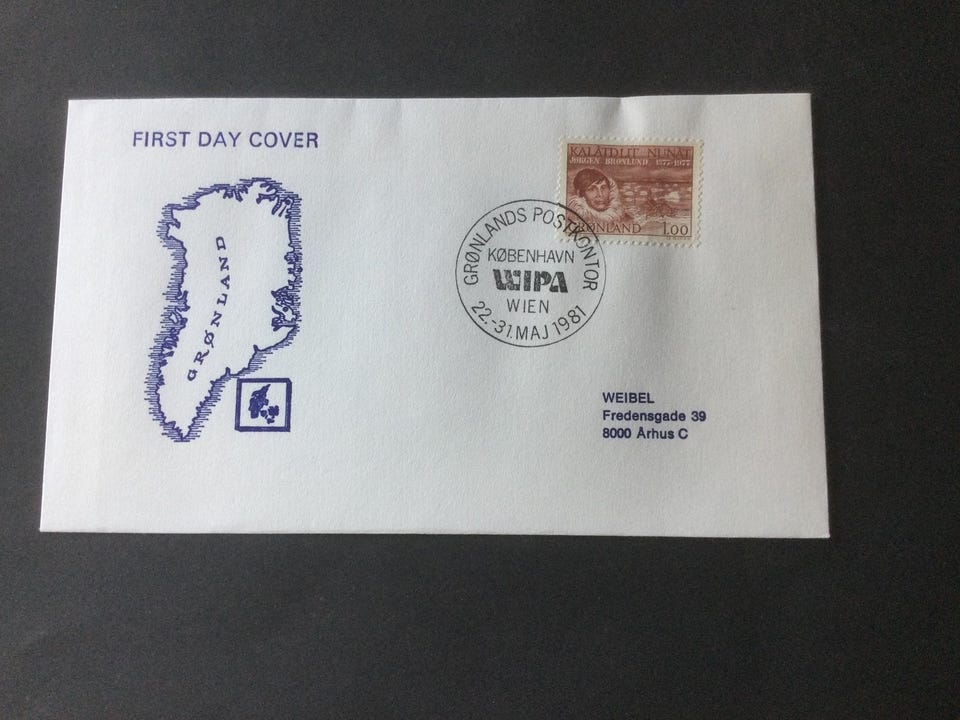 FIRST DAY COVER
GRØNLAND
KALÂTDLIT NUNÂT
JØRGEN BRØNLUND 1877-1977
GRØNLAND 1.00
GRØNLANDS POSTKONTOR
KØBENHAVN
WIPA
WIEN
22.-31.MAJ 1981
WEIBEL
Fredensgade 39
8000 Århus C